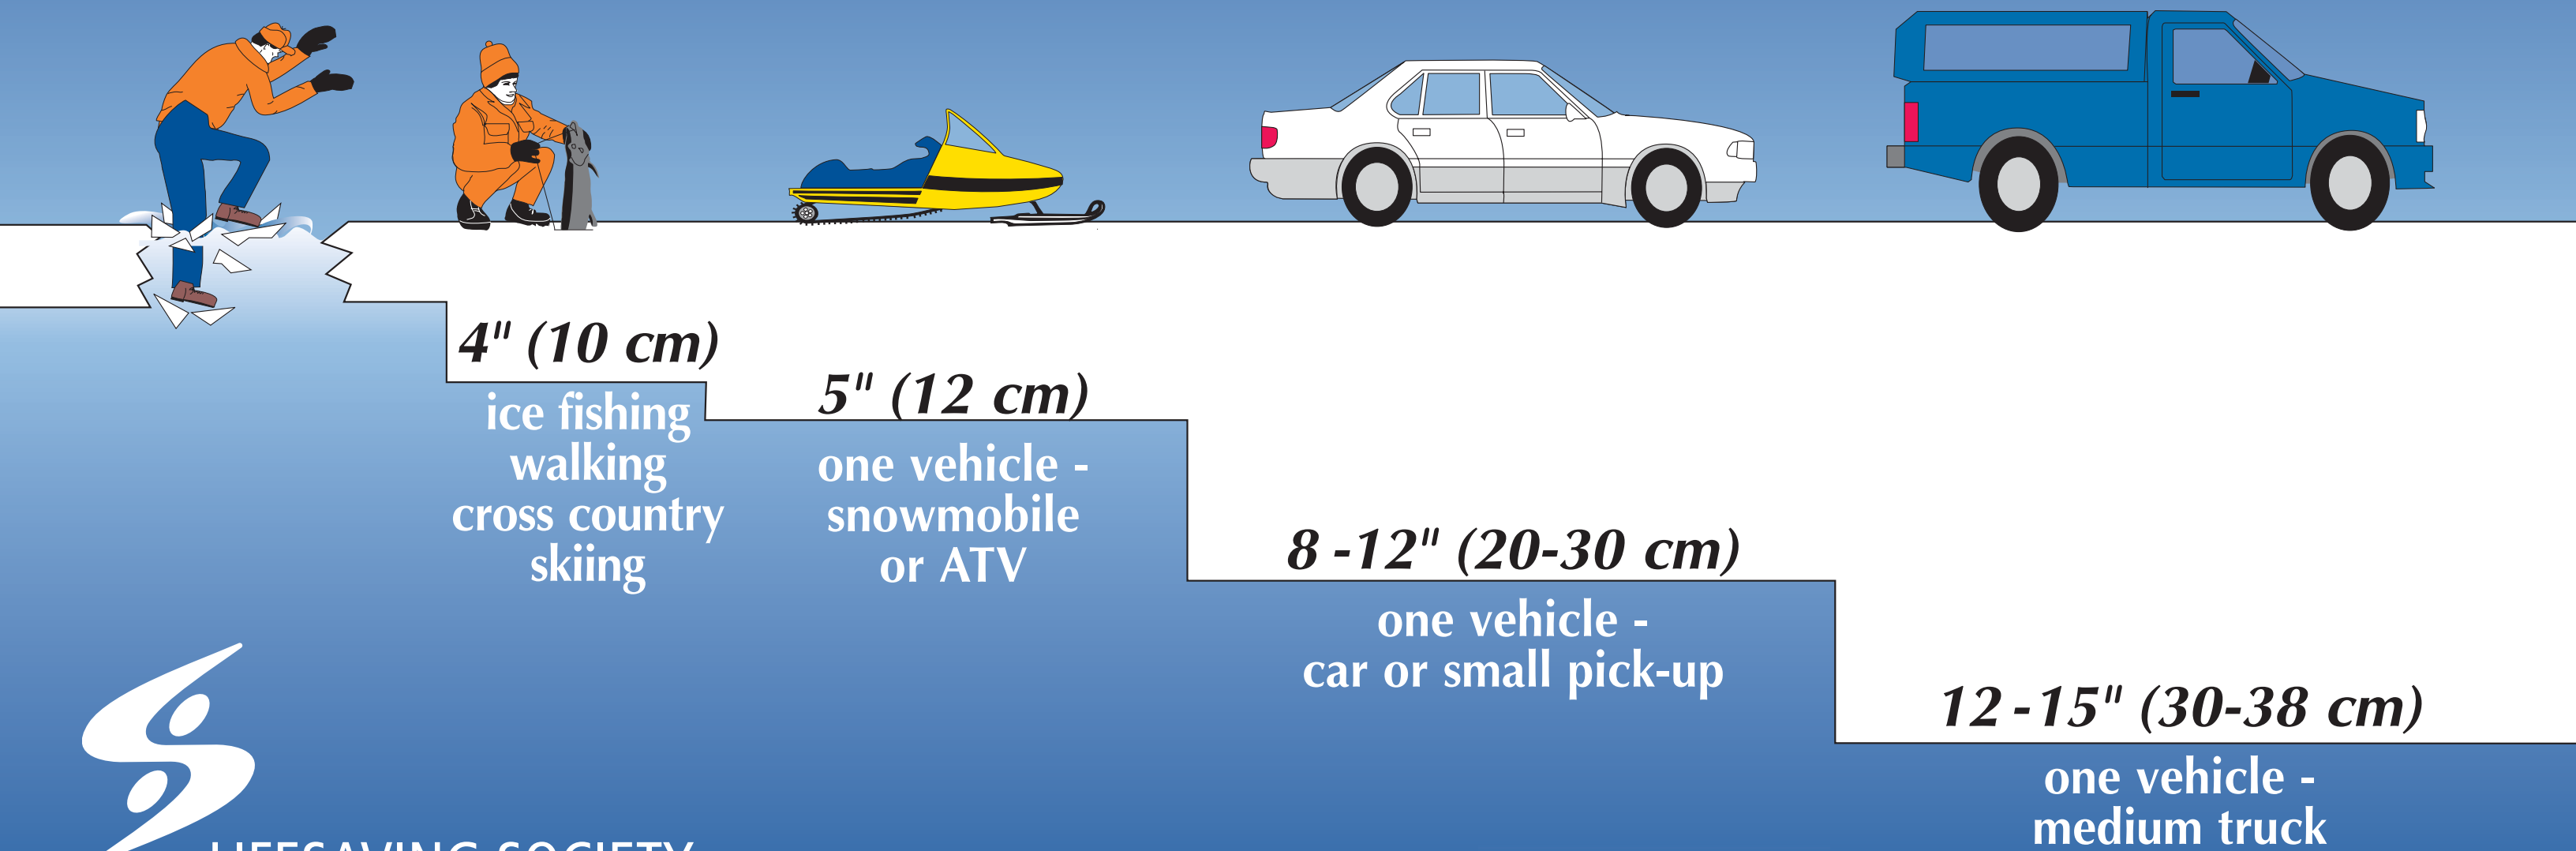 4" (10 cm)
ice fishing
walking
cross country
skiing
5" (12 cm)
one vehicle -
snowmobile
or ATV
8 -12" (20-30 cm)
one vehicle -
car or small pick-up
12 -15" (30-38 cm)
one vehicle -
medium truck
LIFESAVING SOCIETY